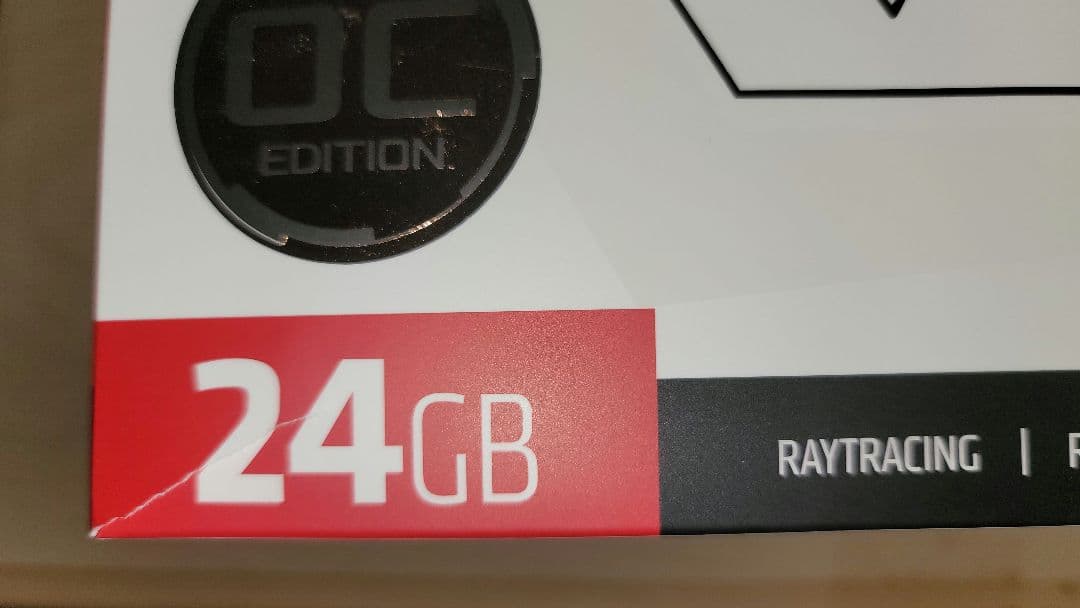 OC
EDITION
24GB
RAYTRACING |